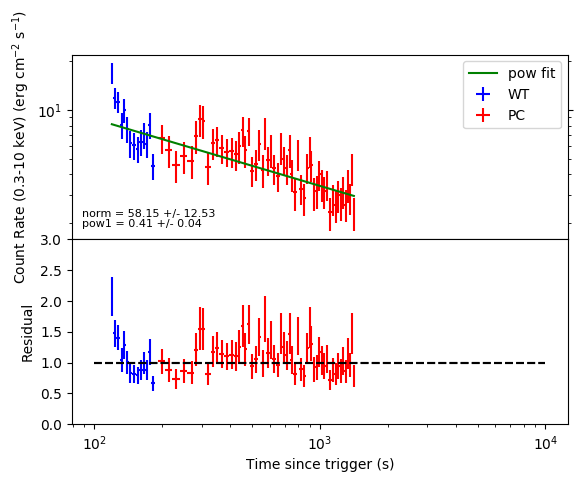 Count Rate (0.3-10 keV) (erg cm⁻² s⁻¹)
10¹
pow fit
WT
PC
norm = 58.15 +/- 12.53
pow1 = 0.41 +/- 0.04
Residual
3.0
2.5
2.0
1.5
1.0
0.5
0.0
10² 10³ 10⁴
Time since trigger (s)